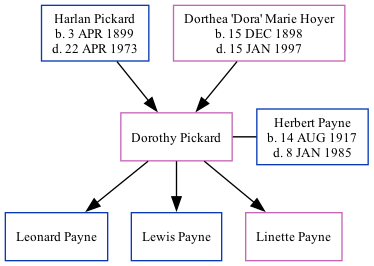 Harlan Pickard
b. 3 APR 1899
d. 22 APR 1973
Dorthea 'Dora' Marie Hoyer
b. 15 DEC 1898
d. 15 JAN 1997
Dorothy Pickard
Herbert Payne
b. 14 AUG 1917
d. 8 JAN 1985
Leonard Payne
Lewis Payne
Linette Payne